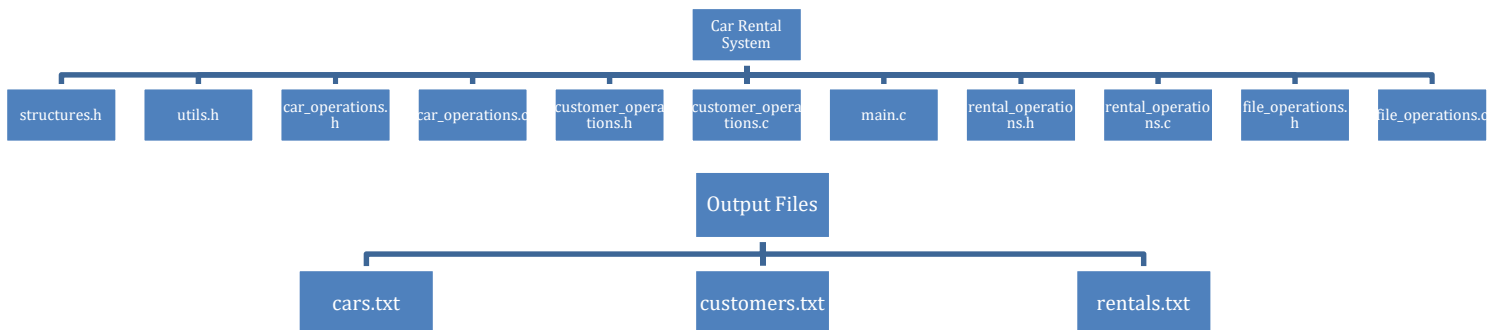 Car Rental
System
structures.h
utils.h
car_operations.
h
car_operations.c
customer_opera
tions.h
customer_opera
tions.c
main.c
rental_operatio
ns.h
rental_operatio
ns.c
file_operations.
h
file_operations.c
Output Files
cars.txt
customers.txt
rentals.txt